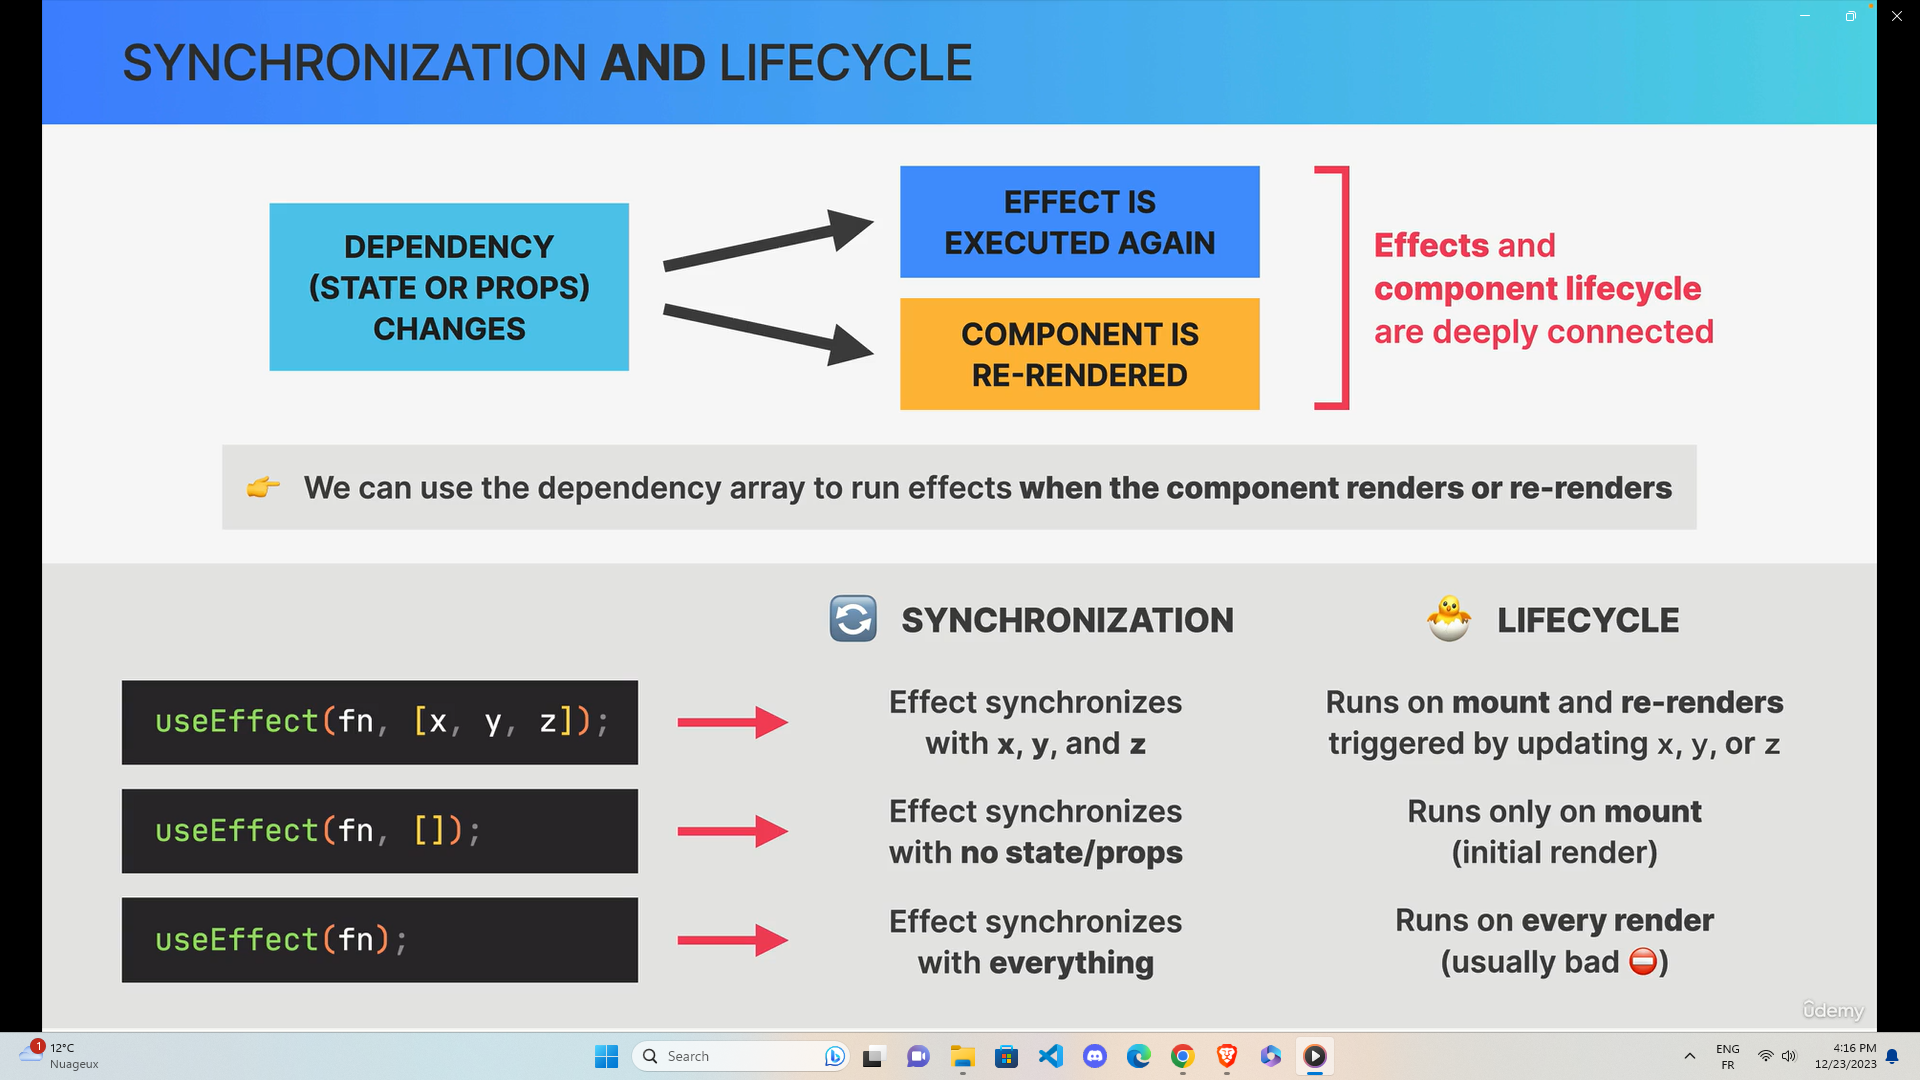 SYNCHRONIZATION AND LIFECYCLE
DEPENDENCY
(STATE OR PROPS)
CHANGES
EFFECT IS
EXECUTED AGAIN
COMPONENT IS
RE-RENDERED
Effects and
component lifecycle
are deeply connected
👉 We can use the dependency array to run effects when the component renders or re-renders
🔄 SYNCHRONIZATION
🐣 LIFECYCLE
useEffect(fn, [x, y, z]);
Effect synchronizes
with x, y, and z
Runs on mount and re-renders
triggered by updating x, y, or z
useEffect(fn, []);
Effect synchronizes
with no state/props
Runs only on mount
(initial render)
useEffect(fn);
Effect synchronizes
with everything
Runs on every render
(usually bad ⛔)
ûdemy
1
12°C
Nuageux
Search
ENG
FR
4:16 PM
12/23/2023